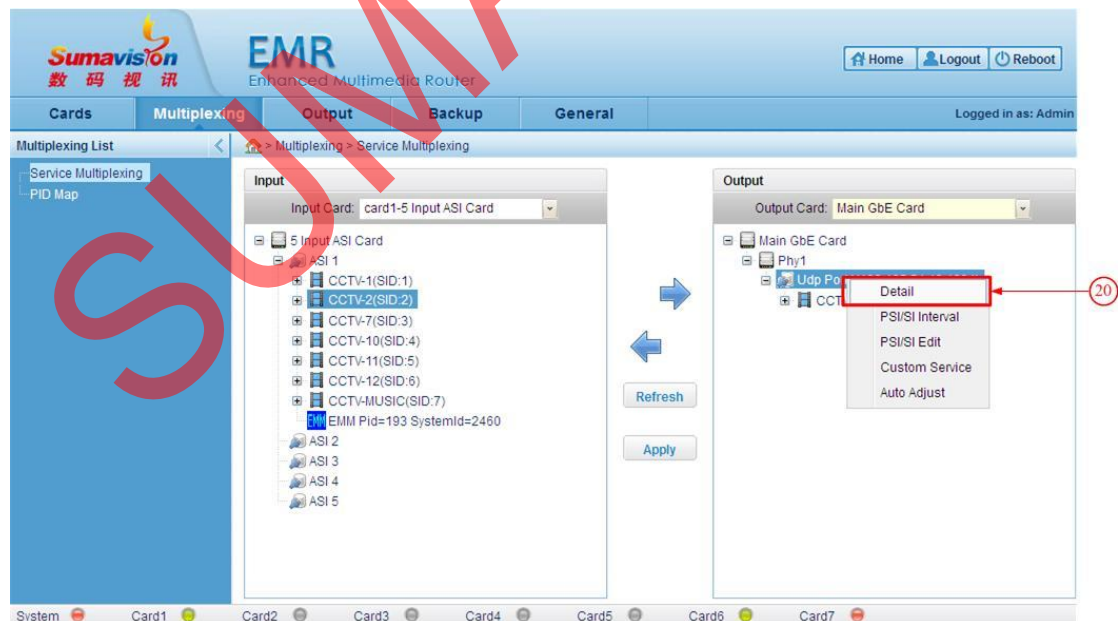 Sumavision
数码视讯
EMR
Enhanced Multimedia Router
Home Logout Reboot
Cards Multiplexing Output Backup General Logged in as: Admin
Multiplexing List
> Multiplexing > Service Multiplexing
Service Multiplexing
PID Map
Input
Input Card: card1-5 Input ASI Card
5 Input ASI Card
ASI 1
CCTV-1(SID:1)
CCTV-2(SID:2)
CCTV-7(SID:3)
CCTV-10(SID:4)
CCTV-11(SID:5)
CCTV-12(SID:6)
CCTV-MUSIC(SID:7)
EMM EMM Pid=193 SystemId=2460
ASI 2
ASI 3
ASI 4
ASI 5
Refresh
Apply
Output
Output Card: Main GbE Card
Main GbE Card
Phy1
Udp Po
CCT
Detail
PSI/SI Interval
PSI/SI Edit
Custom Service
Auto Adjust
20
System Card1 Card2 Card3 Card4 Card5 Card6 Card7
SUMA